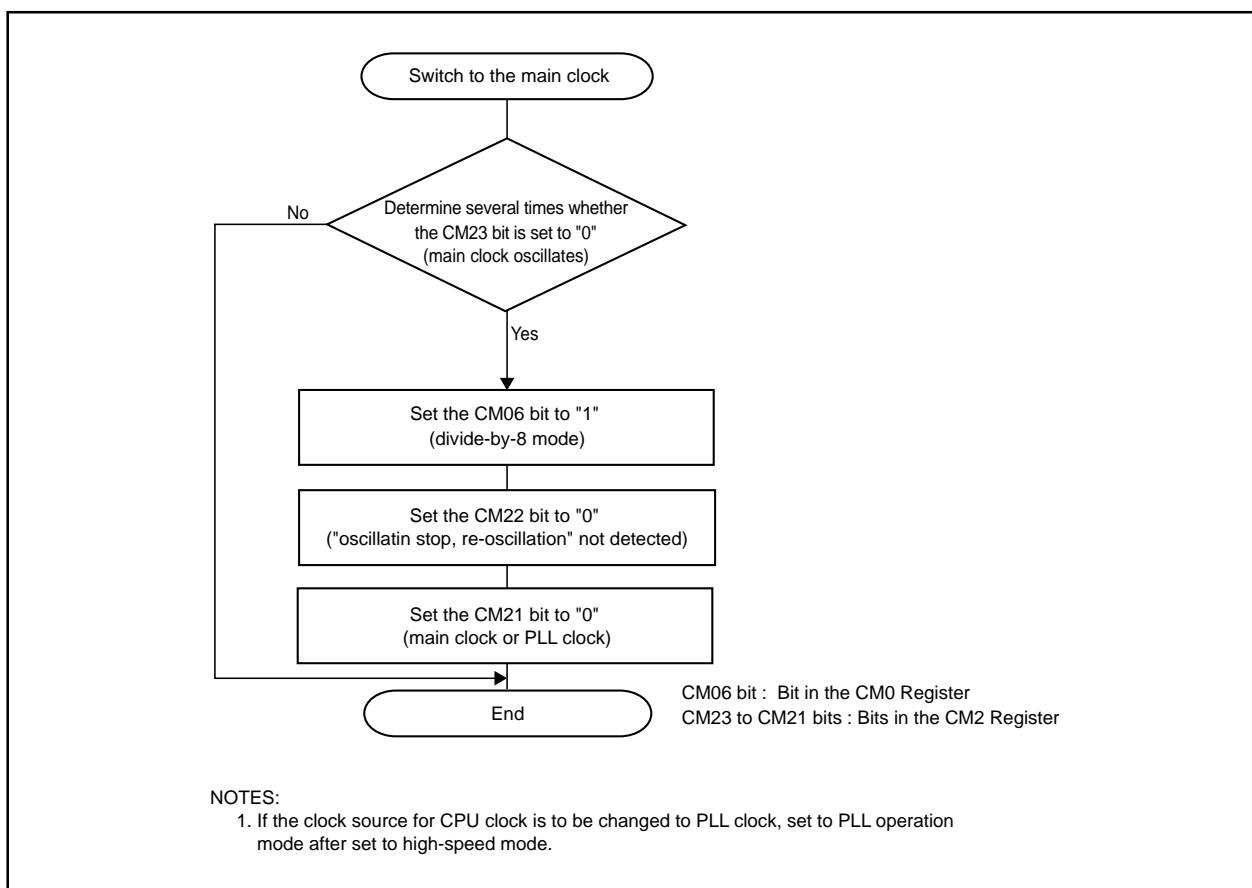 Switch to the main clock
Determine several times whether
the CM23 bit is set to "0"
(main clock oscillates)
No
Yes
Set the CM06 bit to "1"
(divide-by-8 mode)
Set the CM22 bit to "0"
("oscillatin stop, re-oscillation" not detected)
Set the CM21 bit to "0"
(main clock or PLL clock)
End
CM06 bit : Bit in the CM0 Register
CM23 to CM21 bits : Bits in the CM2 Register
NOTES:
1. If the clock source for CPU clock is to be changed to PLL clock, set to PLL operation
mode after set to high-speed mode.